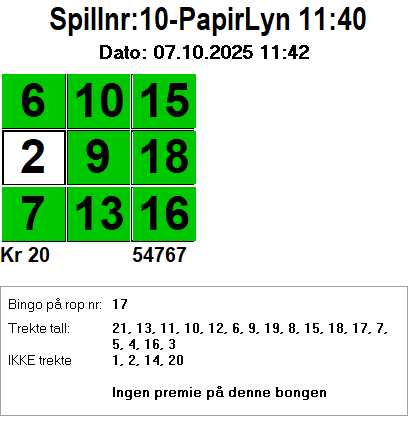 Spillnr:10-PapirLyn 11:40
Dato: 07.10.2025 11:42
6 10 15
2 9 18
7 13 16
Kr 20 54767
Bingo på rop nr: 17
Trekte tall: 21, 13, 11, 10, 12, 6, 9, 19, 8, 15, 18, 17, 7,
5, 4, 16, 3
IKKE trekte 1, 2, 14, 20
Ingen premie på denne bongen